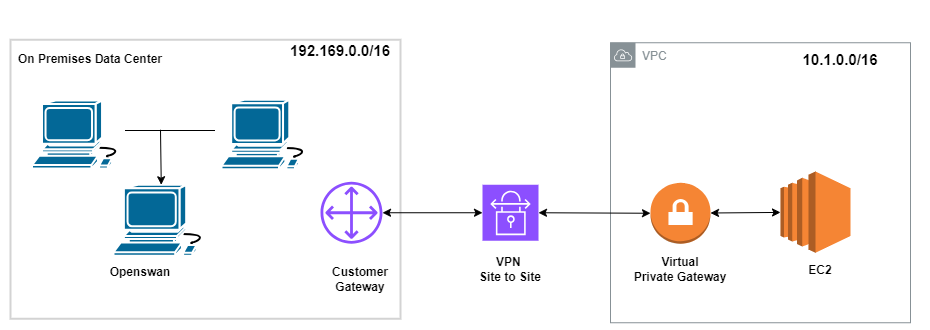 On Premises Data Center
192.169.0.0/16
Openswan
Customer
Gateway
VPN
Site to Site
VPC
10.1.0.0/16
Virtual
Private Gateway
EC2